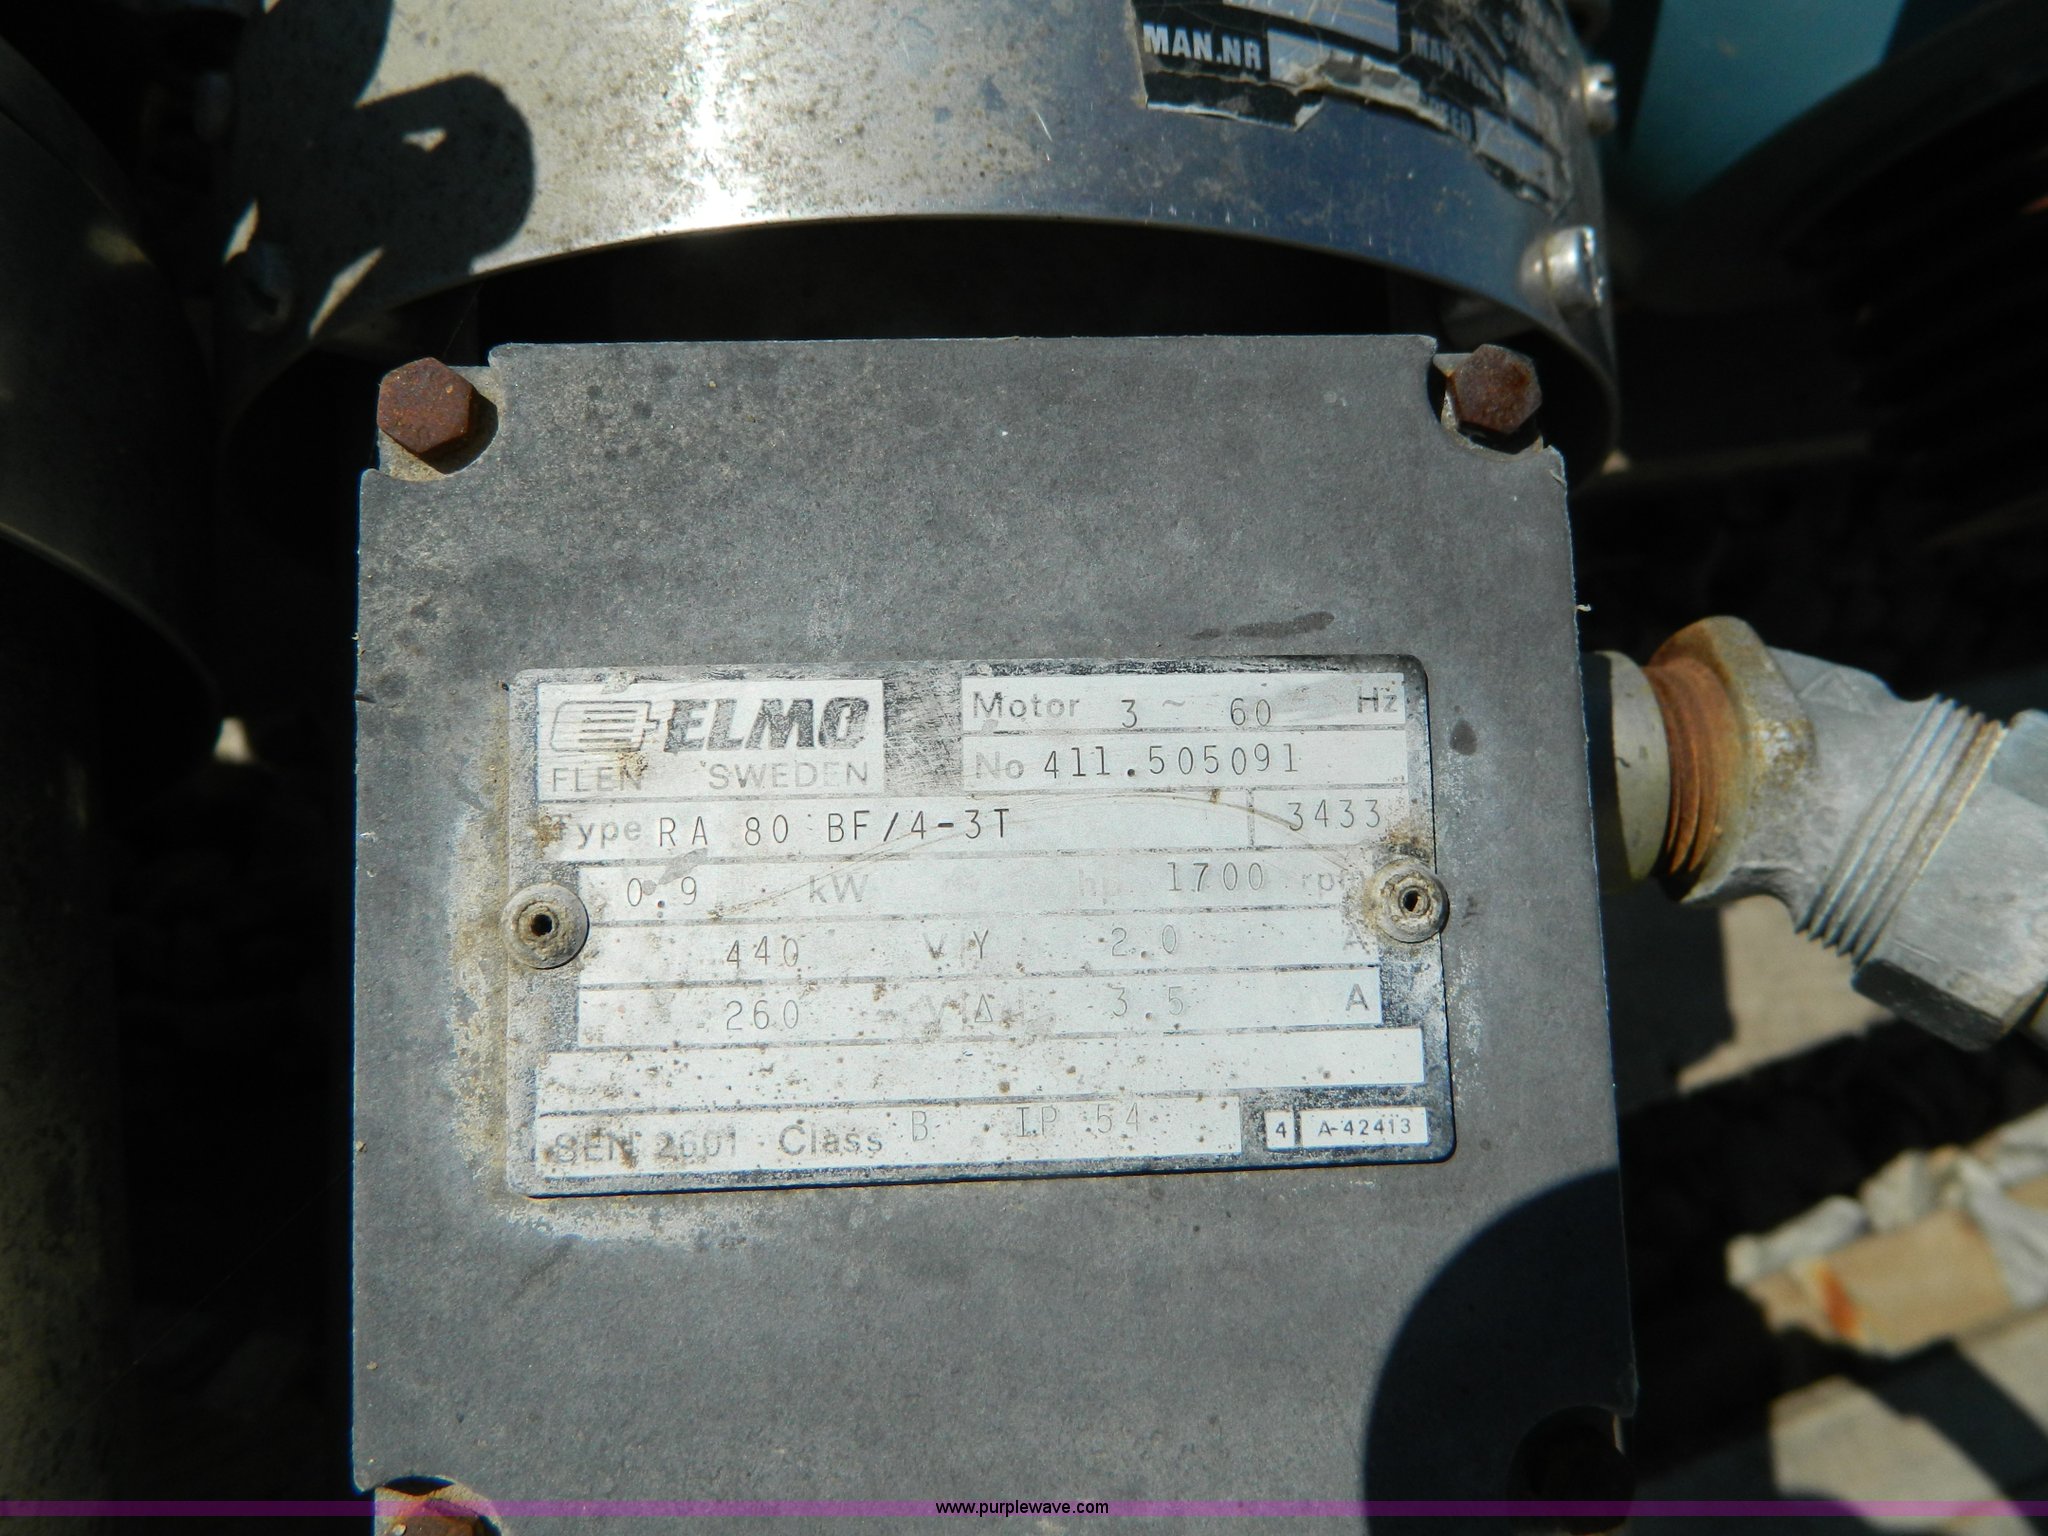 MAN.NR
ELMO
FLEN SWEDEN
Motor 3 ~ 60 Hz
No 411.505091
Type RA 80 BF/4-3T 3433
0.9 kW hp 1700
440 V Y 2.0 A
260 V Δ 3.5 A
SEN 2601 Class B IP 54
4 A-42413
www.purplewave.com